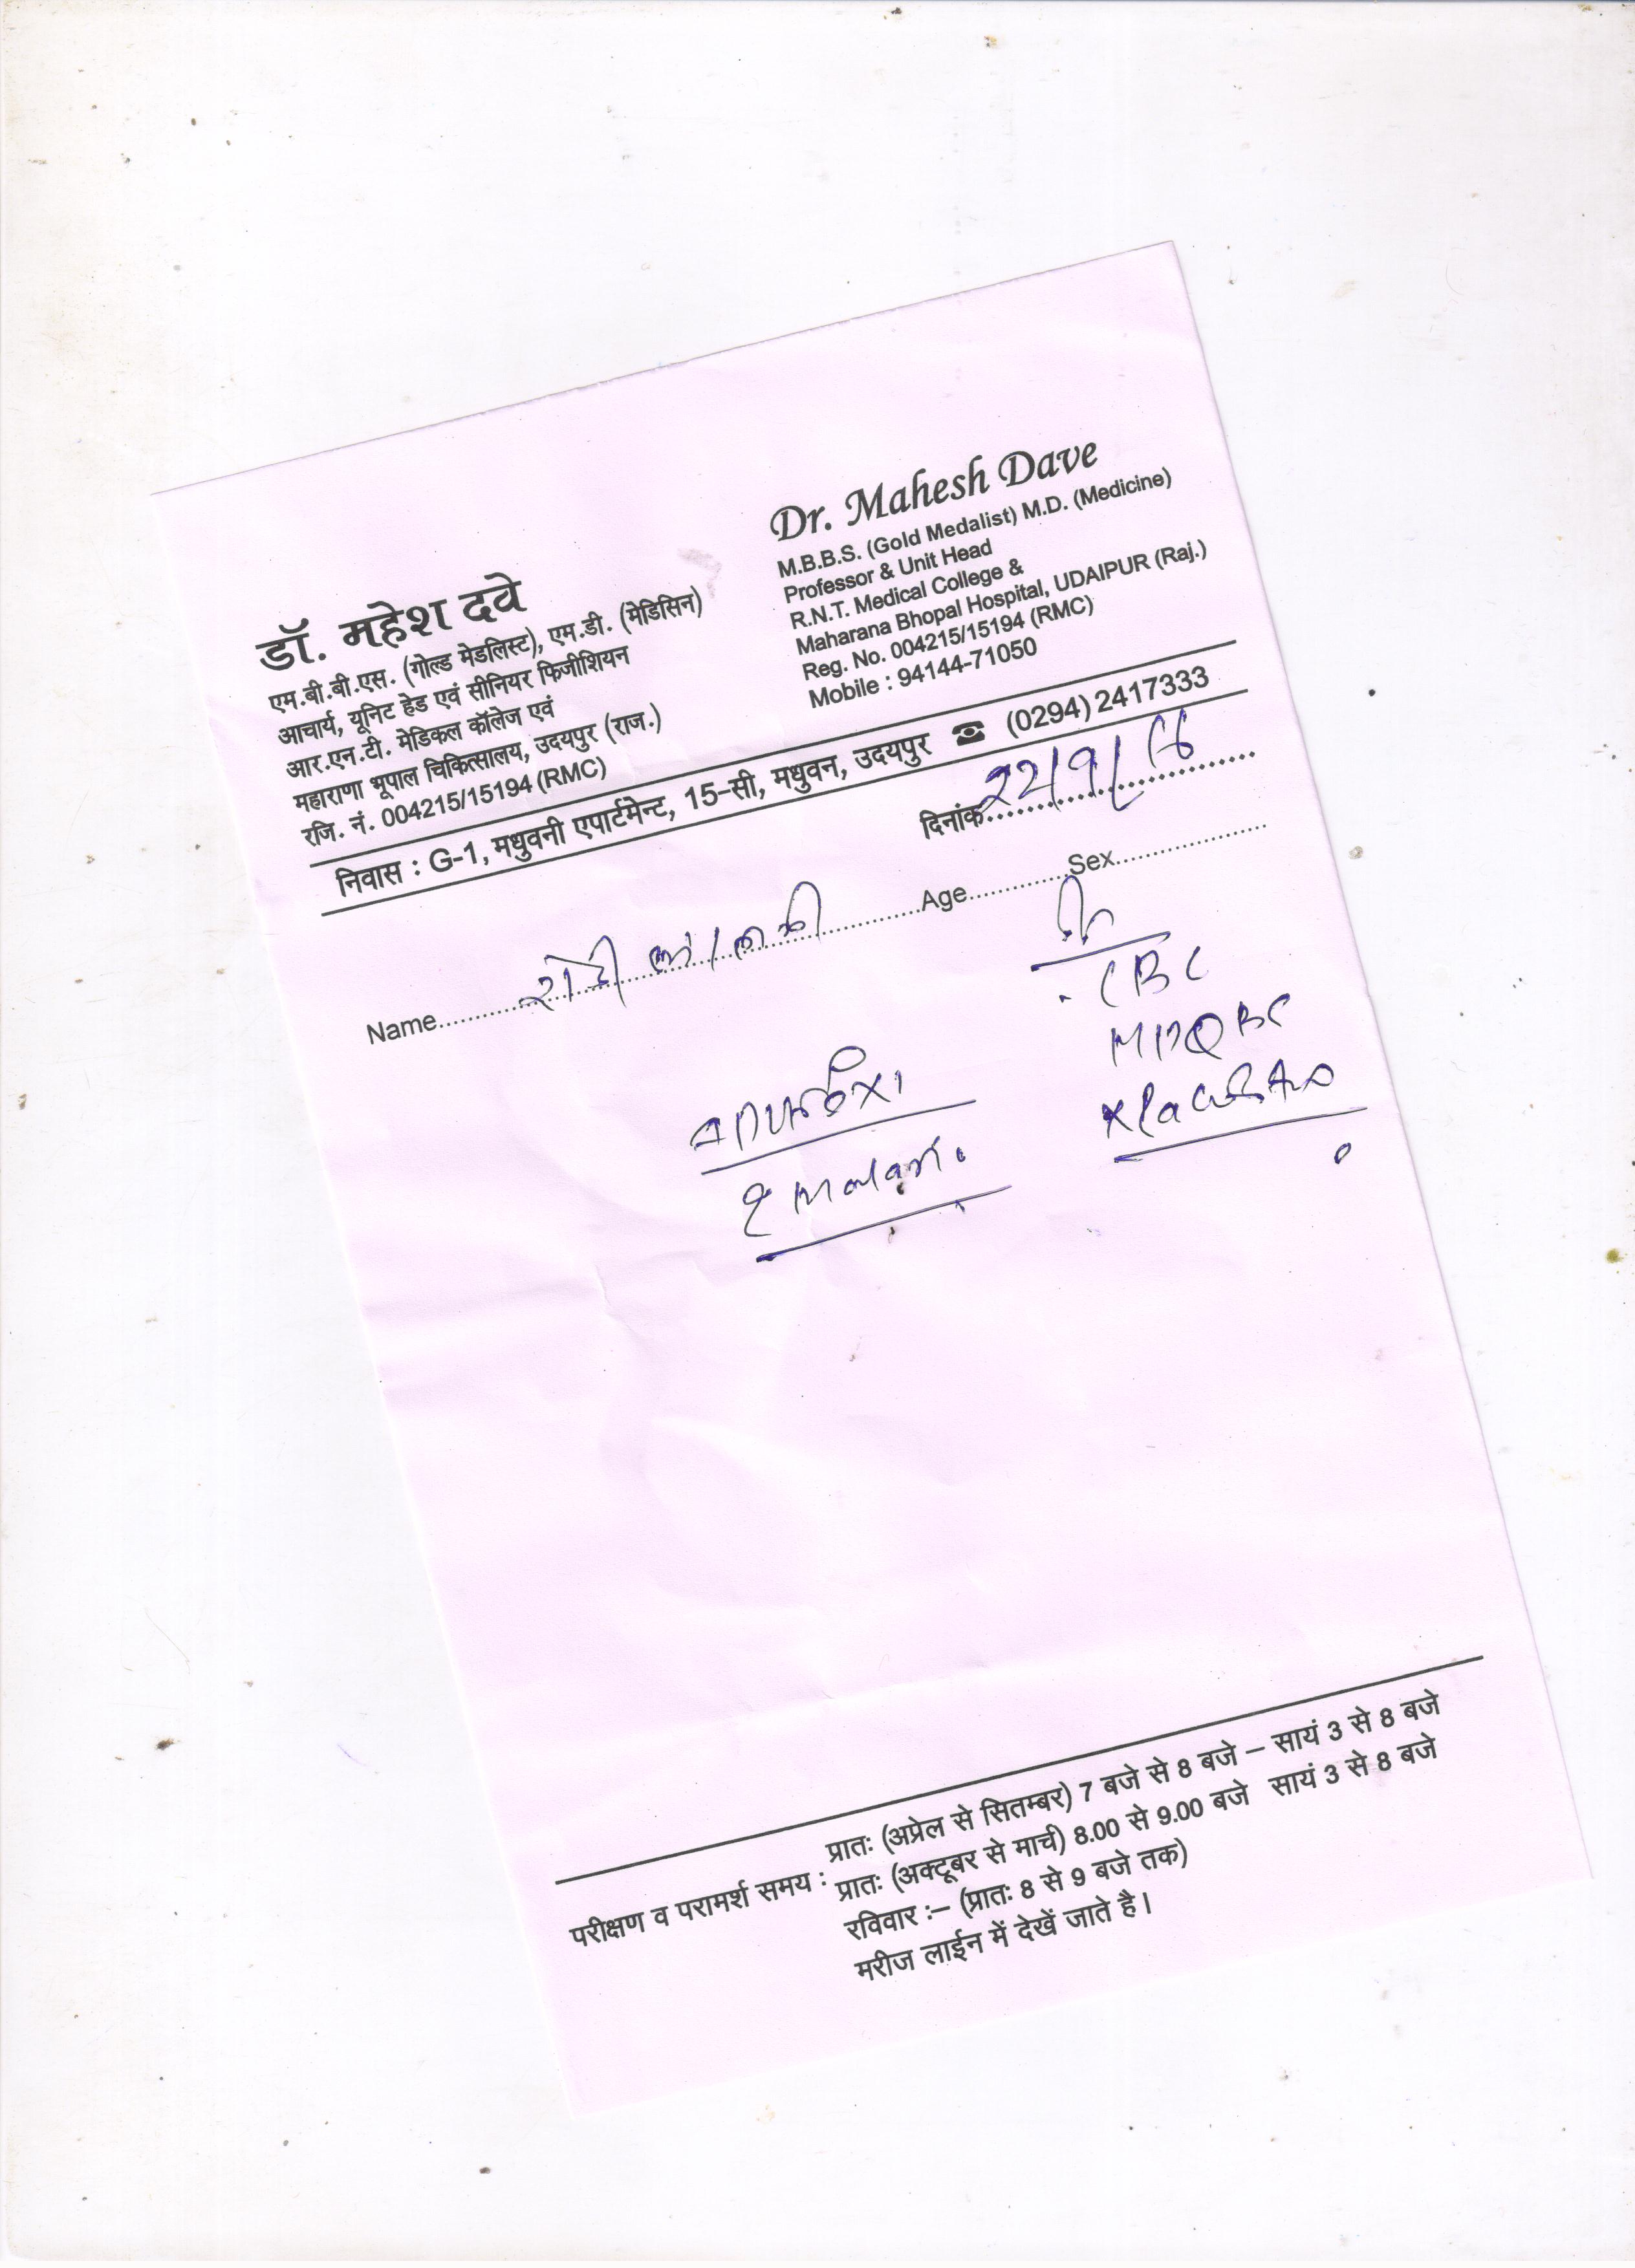 डॉ. महेश दवे
एम.बी.बी.एस. (गोल्ड मेडलिस्ट), एम.डी. (मेडिसिन)
आचार्य, यूनिट हेड एवं सीनियर फिजीशियन
आर.एन.टी. मेडिकल कॉलेज एवं
महाराणा भूपाल चिकित्सालय, उदयपुर (राज.)
रजि. नं. 004215/15194 (RMC)
Dr. Mahesh Dave
M.B.B.S. (Gold Medalist) M.D. (Medicine)
Professor & Unit Head
R.N.T. Medical College &
Maharana Bhopal Hospital, UDAIPUR (Raj.)
Reg. No. 004215/15194 (RMC)
Mobile : 94144-71050
निवास : G-1, मधुवनी एपार्टमेन्ट, 15-सी, मधुवन, उदयपुर ☎ (0294) 2417333
दिनांक 22/9/16
Name Age Sex
CBC
परीक्षण व परामर्श समय :
प्रातः (अप्रेल से सितम्बर) 7 बजे से 8 बजे – सायं 3 से 8 बजे
प्रातः (अक्टूबर से मार्च) 8.00 से 9.00 बजे सायं 3 से 8 बजे
रविवार :– (प्रातः 8 से 9 बजे तक)
मरीज लाईन में देखें जाते है।